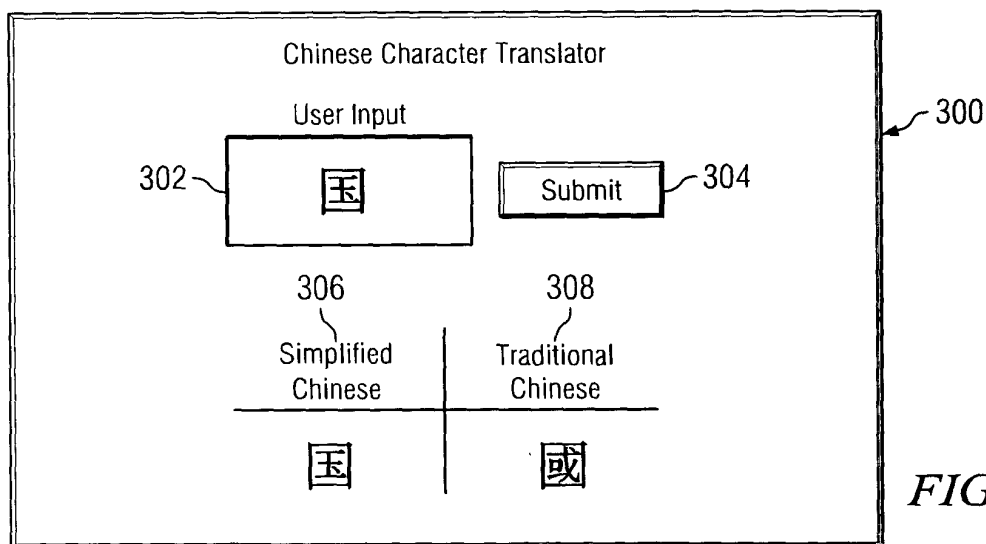 Chinese Character Translator
300
User Input
302
国
Submit
304
306
308
Simplified
Chinese
Traditional
Chinese
国
國
FIG